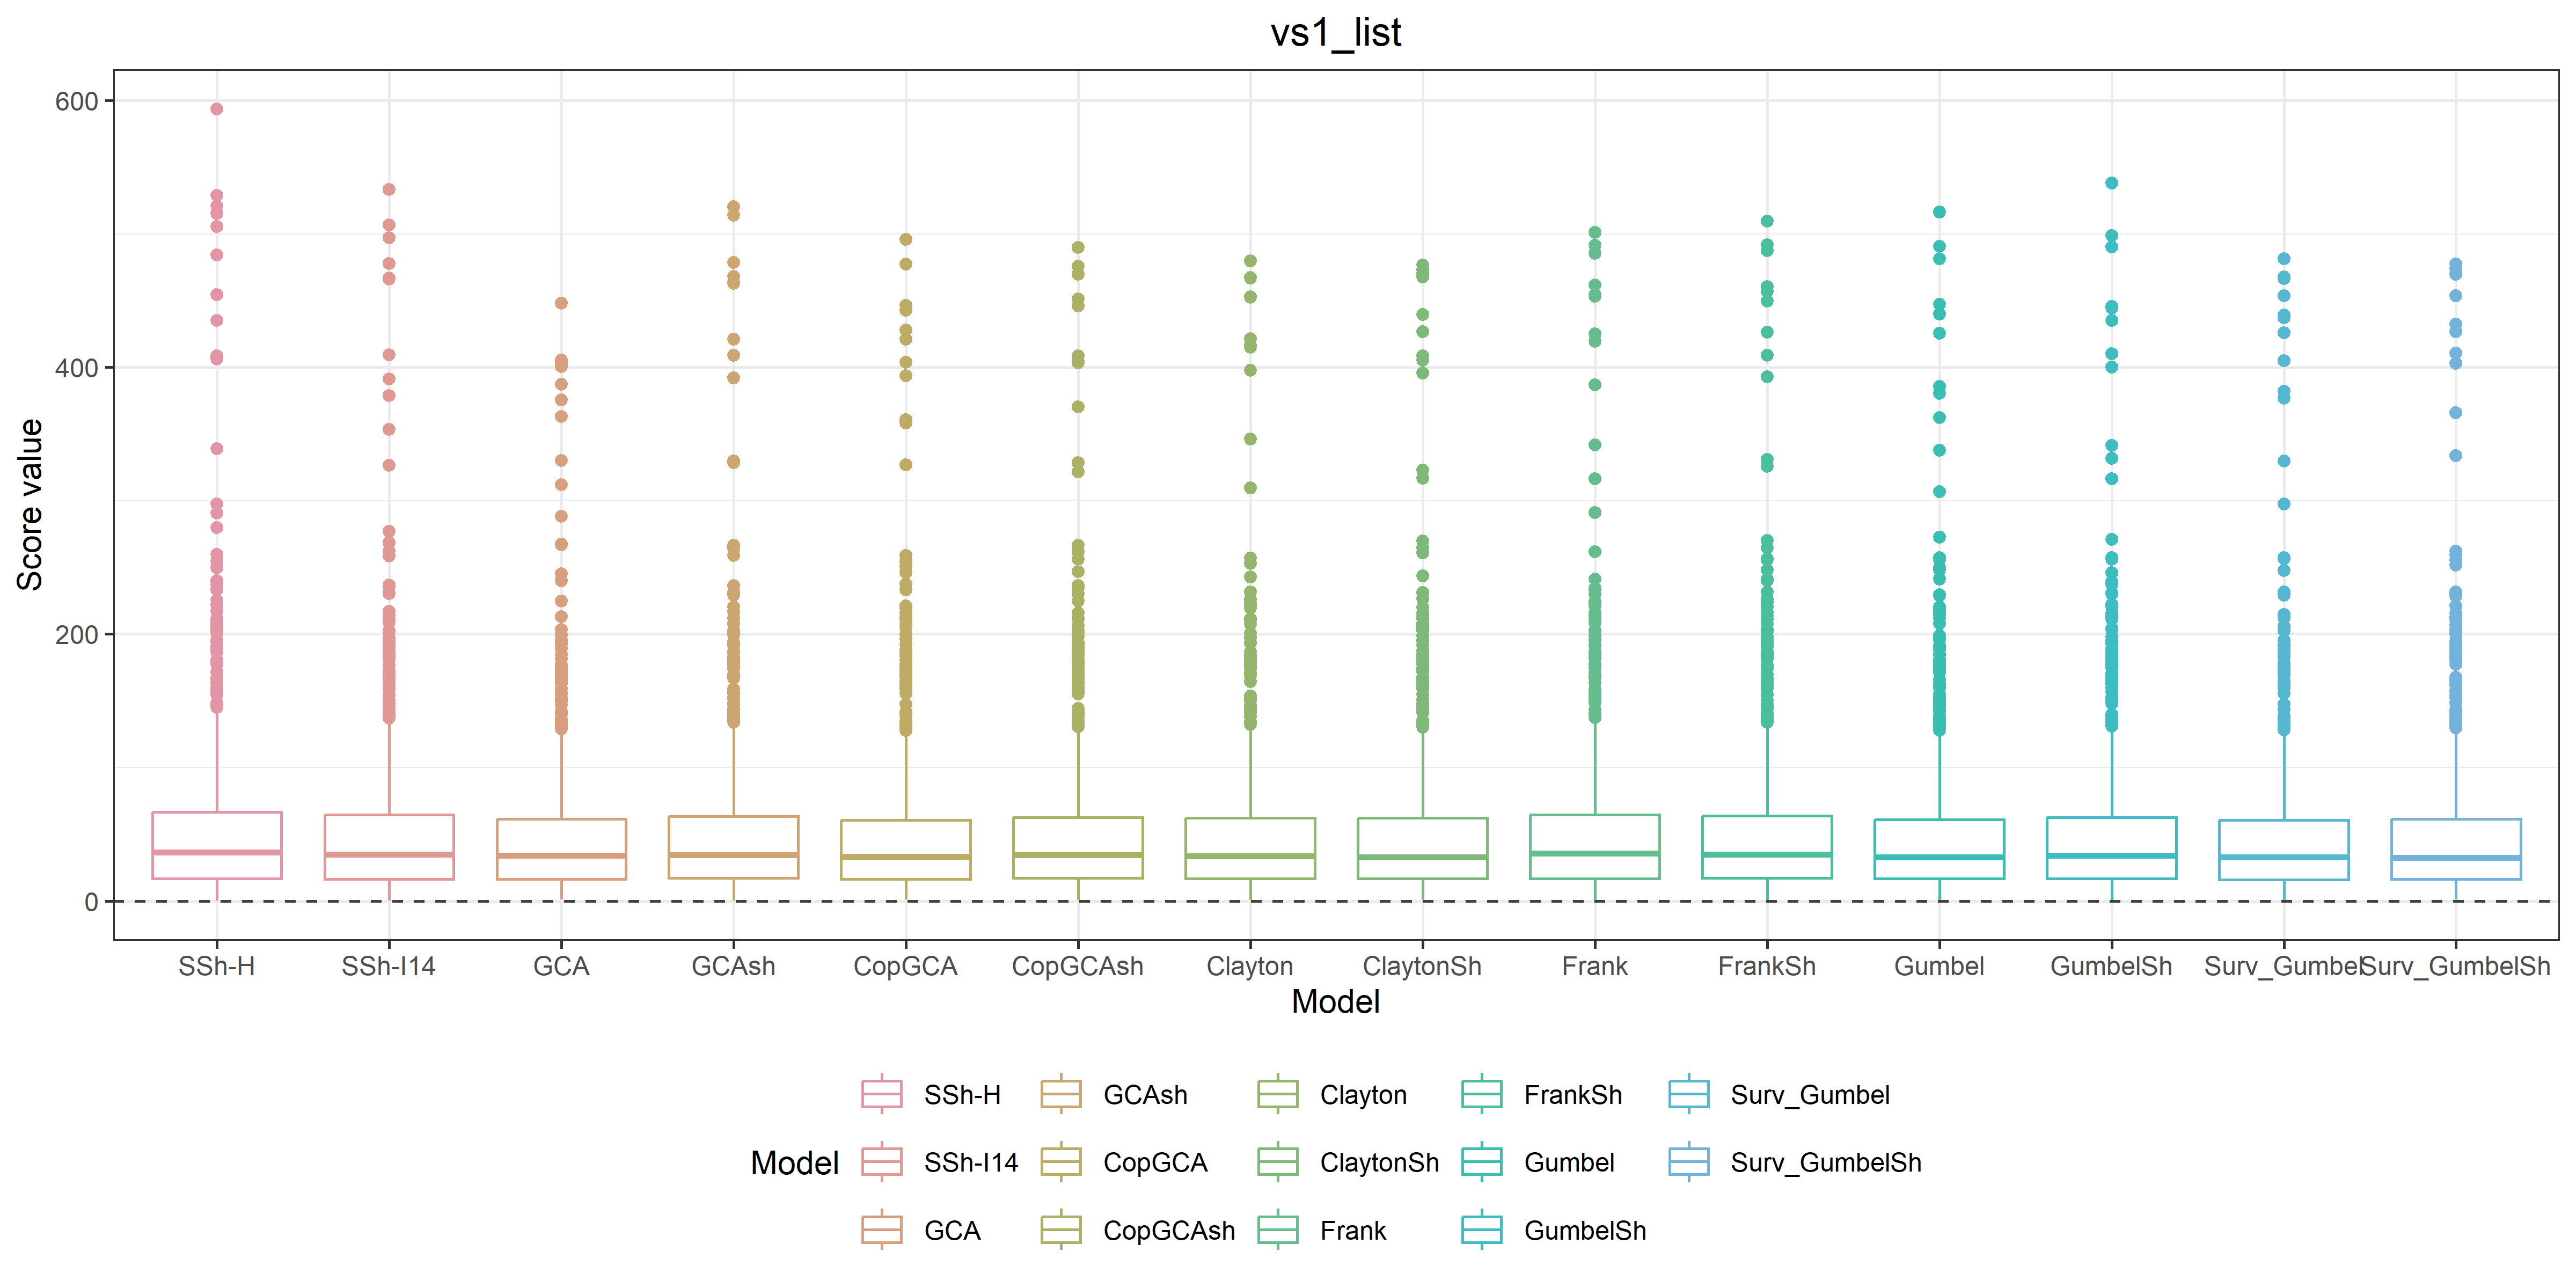 vs1_list
600
400
200
0
Score value
SSh-H SSh-I14 GCA GCAsh CopGCA CopGCAsh Clayton ClaytonSh Frank FrankSh Gumbel GumbelSh Surv_Gumbel Surv_GumbelSh
Model
SSh-H GCAsh Clayton FrankSh Surv_Gumbel
Model SSh-I14 CopGCA ClaytonSh Gumbel Surv_GumbelSh
GCA CopGCAsh Frank GumbelSh